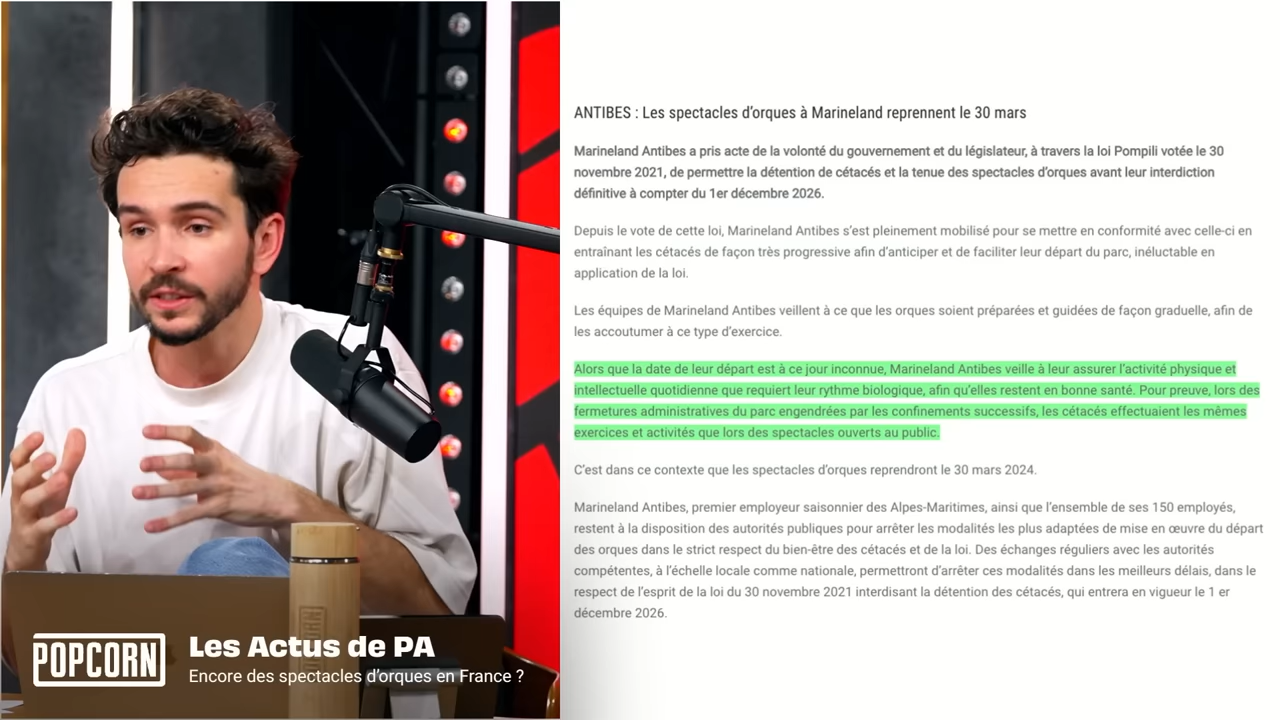 ANTIBES : Les spectacles d'orques à Marineland reprennent le 30 mars
Marineland Antibes a pris acte de la volonté du gouvernement et du législateur, à travers la loi Pompili votée le 30
novembre 2021, de permettre la détention de cétacés et la tenue des spectacles d'orques avant leur interdiction
définitive à compter du 1er décembre 2026.
Depuis le vote de cette loi, Marineland Antibes s'est pleinement mobilisé pour se mettre en conformité avec celle-ci en
entraînant les cétacés de façon très progressive afin d'anticiper et de faciliter leur départ du parc, inéluctable en
application de la loi.
Les équipes de Marineland Antibes veillent à ce que les orques soient préparées et guidées de façon graduelle, afin de
les accoutumer à ce type d'exercice.
Alors que la date de leur départ est à ce jour inconnue, Marineland Antibes veille à leur assurer l'activité physique et
intellectuelle quotidienne que requiert leur rythme biologique, afin qu'elles restent en bonne santé. Pour preuve, lors des
fermetures administratives du parc engendrées par les confinements successifs, les cétacés effectuaient les mêmes
exercices et activités que lors des spectacles ouverts au public.
C'est dans ce contexte que les spectacles d'orques reprendront le 30 mars 2024.
Marineland Antibes, premier employeur saisonnier des Alpes-Maritimes, ainsi que l'ensemble de ses 150 employés,
restent à la disposition des autorités publiques pour arrêter les modalités les plus adaptées de mise en œuvre du départ
des orques dans le strict respect du bien-être des cétacés et de la loi. Des échanges réguliers avec les autorités
compétentes, à l'échelle locale comme nationale, permettront d'arrêter ces modalités dans les meilleurs délais, dans le
respect de l'esprit de la loi du 30 novembre 2021 interdisant la détention des cétacés, qui entrera en vigueur le 1 er
décembre 2026.
POPCORN
POPCORN
Les Actus de PA
Encore des spectacles d'orques en France ?